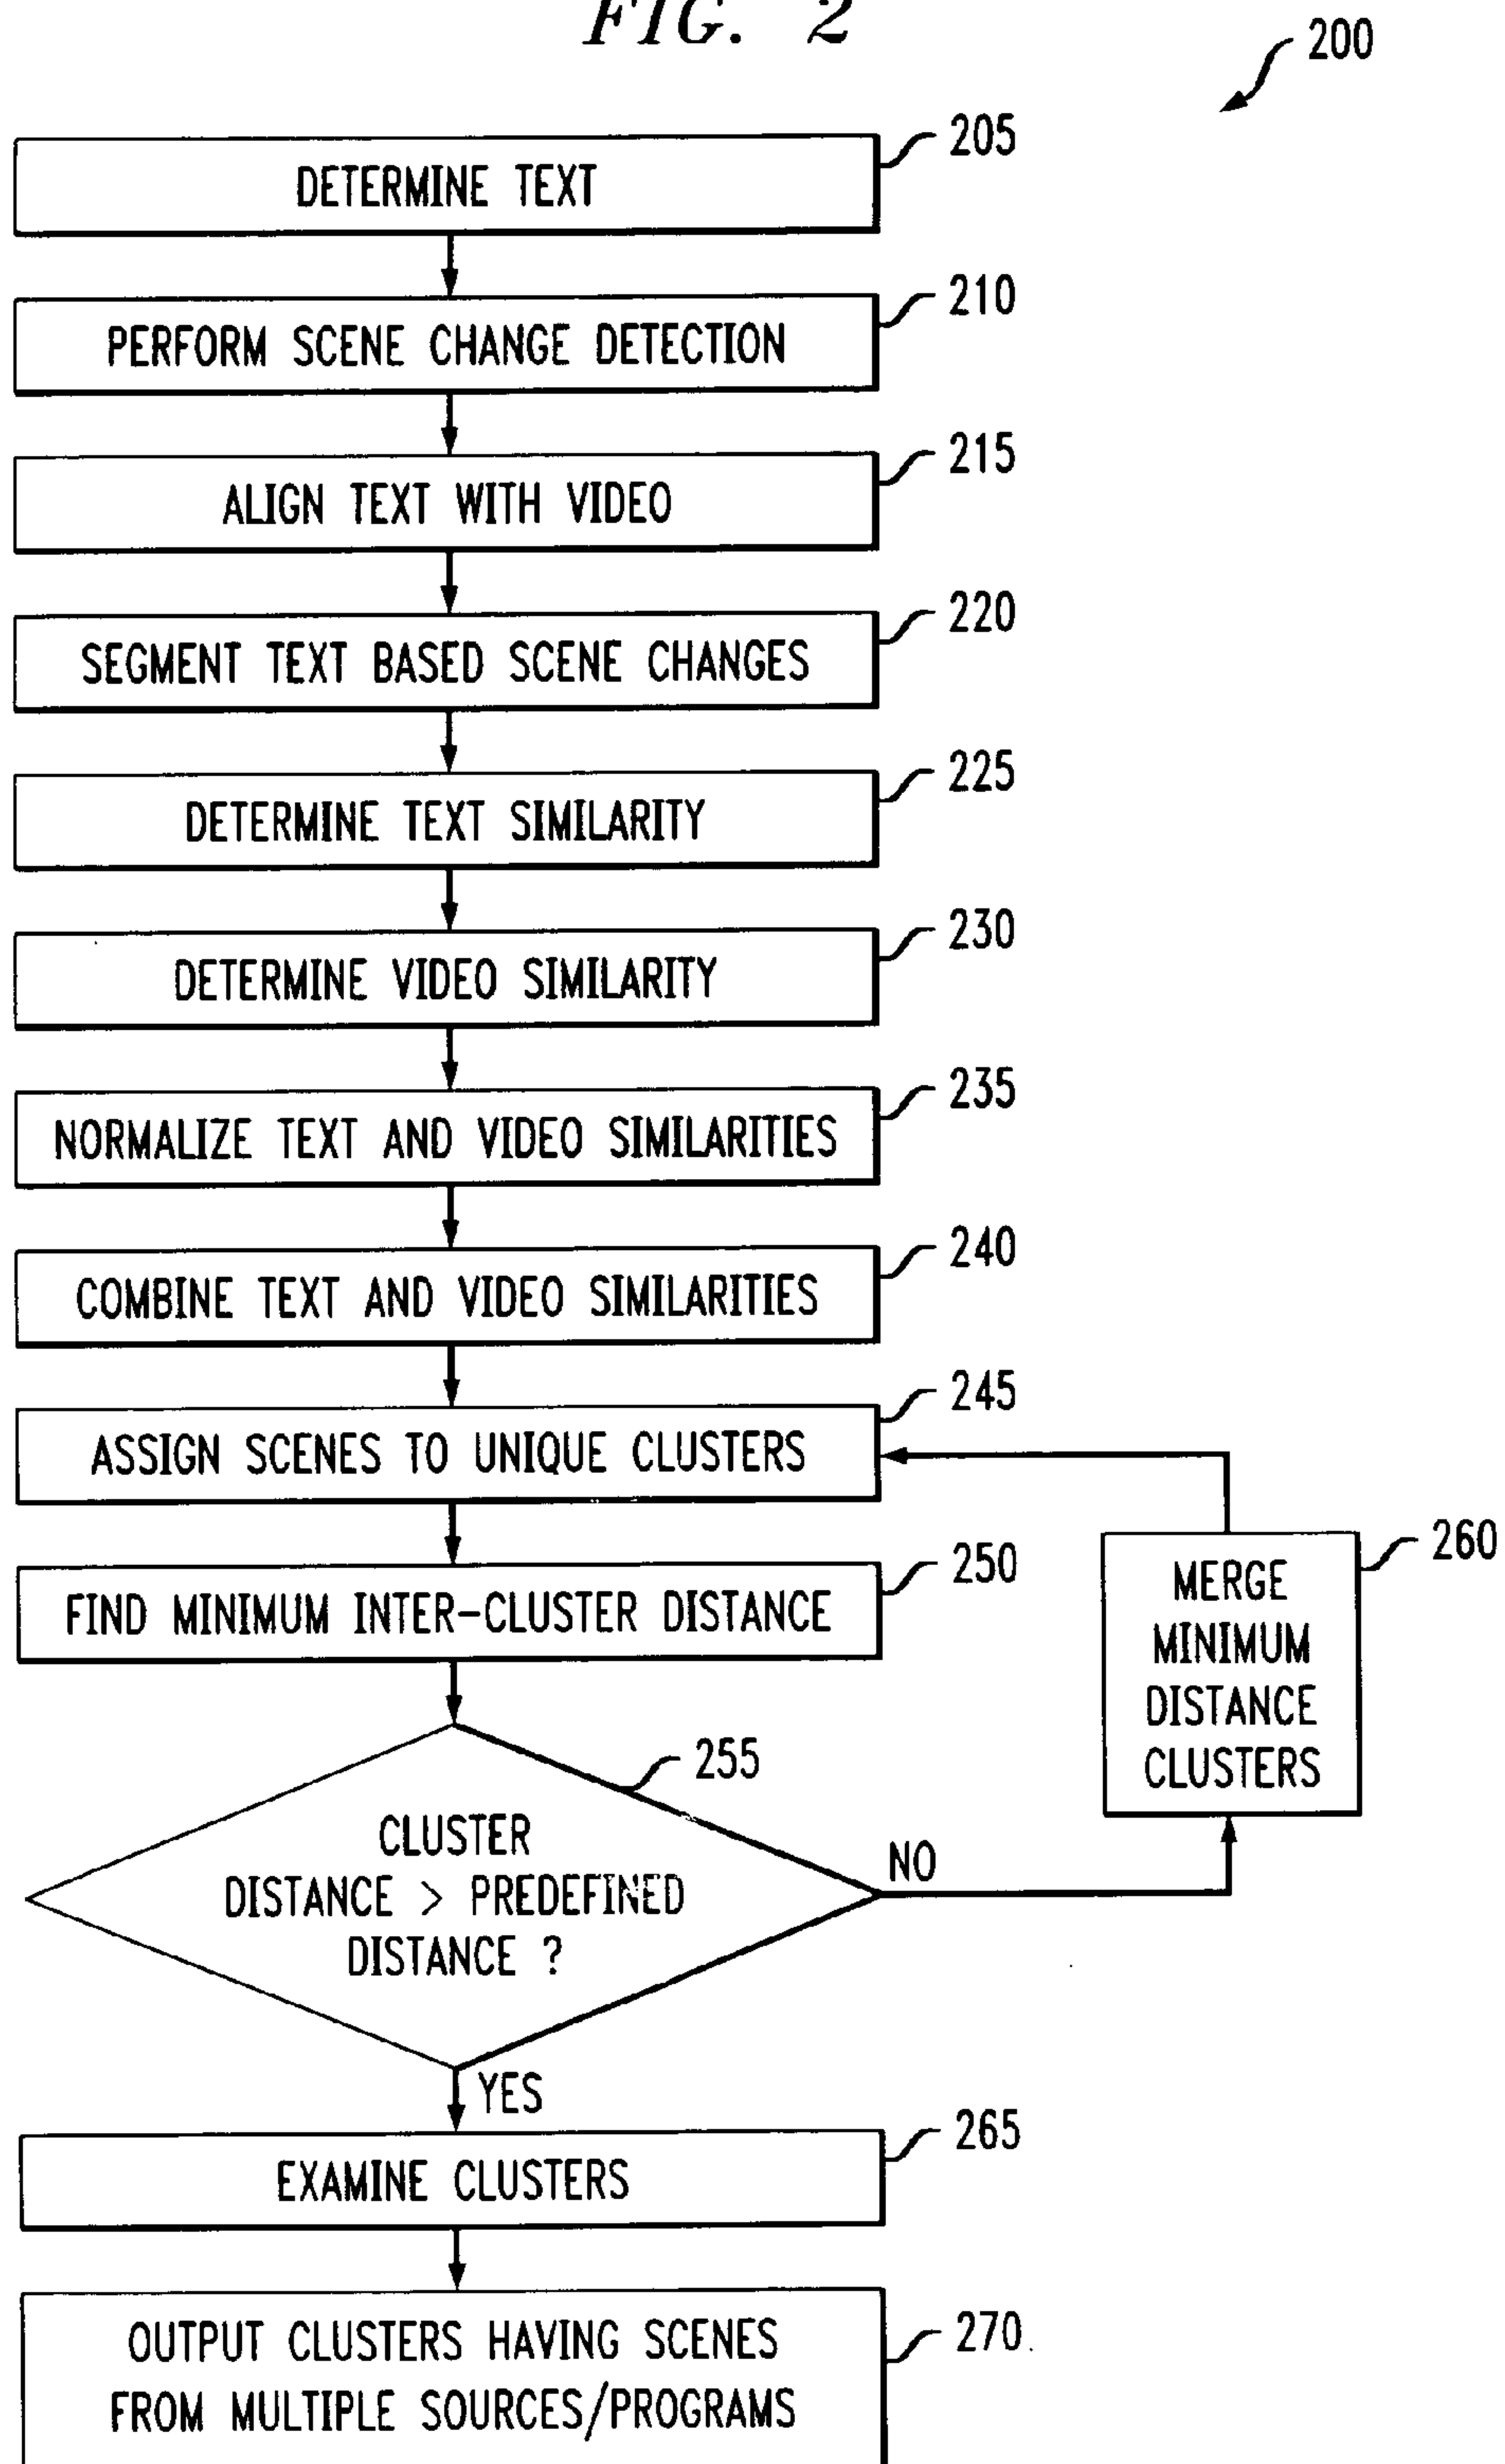 FIG. 2
200
205
DETERMINE TEXT
210
PERFORM SCENE CHANGE DETECTION
215
ALIGN TEXT WITH VIDEO
220
SEGMENT TEXT BASED SCENE CHANGES
225
DETERMINE TEXT SIMILARITY
230
DETERMINE VIDEO SIMILARITY
235
NORMALIZE TEXT AND VIDEO SIMILARITIES
240
COMBINE TEXT AND VIDEO SIMILARITIES
245
ASSIGN SCENES TO UNIQUE CLUSTERS
250
FIND MINIMUM INTER-CLUSTER DISTANCE
260
MERGE
MINIMUM
DISTANCE
CLUSTERS
255
CLUSTER
DISTANCE > PREDEFINED
DISTANCE ?
NO
YES
265
EXAMINE CLUSTERS
270
OUTPUT CLUSTERS HAVING SCENES
FROM MULTIPLE SOURCES/PROGRAMS